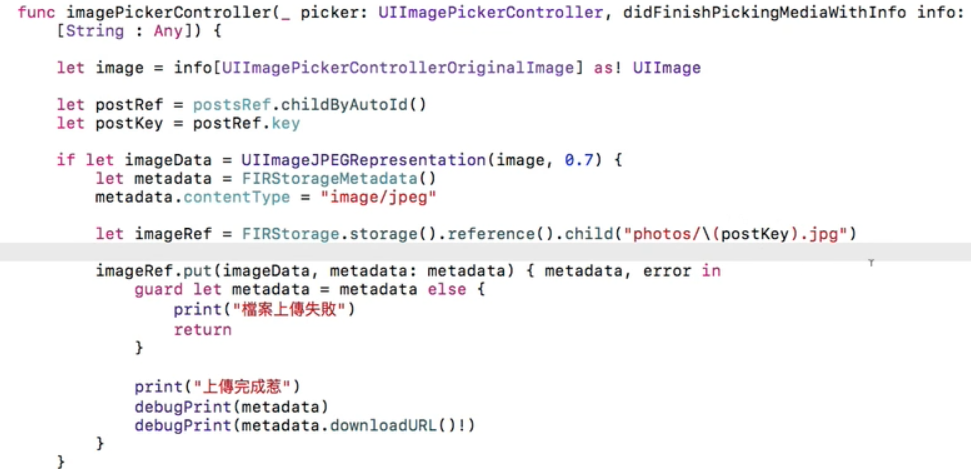 func imagePickerController(_ picker: UIImagePickerController, didFinishPickingMediaWithInfo info:
[String : Any]) {
let image = info[UIImagePickerControllerOriginalImage] as! UIImage
let postRef = postsRef.childByAutoId()
let postKey = postRef.key
if let imageData = UIImageJPEGRepresentation(image, 0.7) {
let metadata = FIRStorageMetadata()
metadata.contentType = "image/jpeg"
let imageRef = FIRStorage.storage().reference().child("photos/\(postKey).jpg")
imageRef.put(imageData, metadata: metadata) { metadata, error in
guard let metadata = metadata else {
print("檔案上傳失敗")
return
}
print("上傳完成惹")
debugPrint(metadata)
debugPrint(metadata.downloadURL()!)
}
}